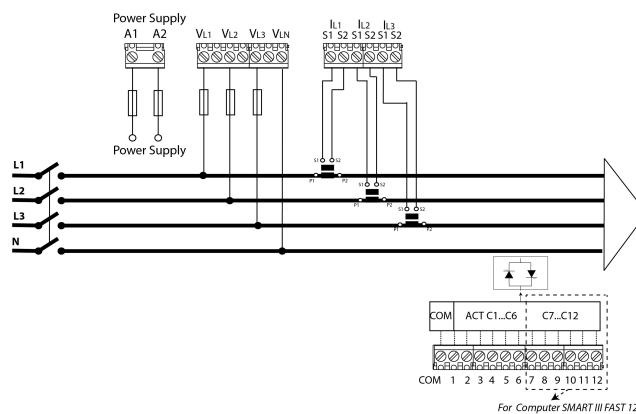 Power Supply
A1 A2
VL1 VL2 VL3 VLN
IL1 IL2 IL3
S1 S2 S1 S2 S1 S2
Power Supply
L1
S1 S2
P1 P2
L2
S1 S2
P1 P2
L3
S1 S2
P1 P2
N
COM ACT C1...C6 C7...C12
COM 1 2 3 4 5 6 7 8 9 10 11 12
For Computer SMART III FAST 12